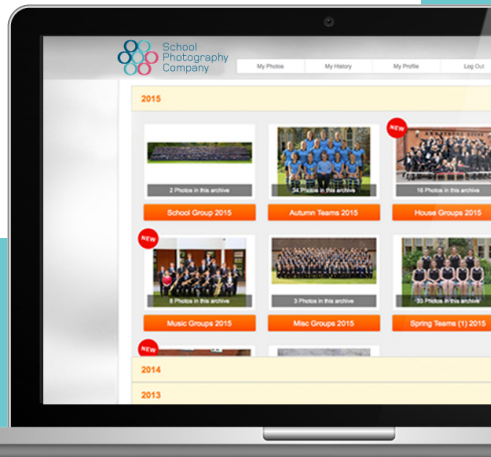 School
Photography
Company
My Photos
My History
My Profile
Log Out
2015
NEW
2 Photos in this archive
34 Photos in this archive
16 Photos in this archive
School Group 2015
Autumn Teams 2015
House Groups 2015
NEW
8 Photos in this archive
3 Photos in this archive
33 Photos in this archive
Music Groups 2015
Misc Groups 2015
Spring Teams (1) 2015
NEW
2014
2013